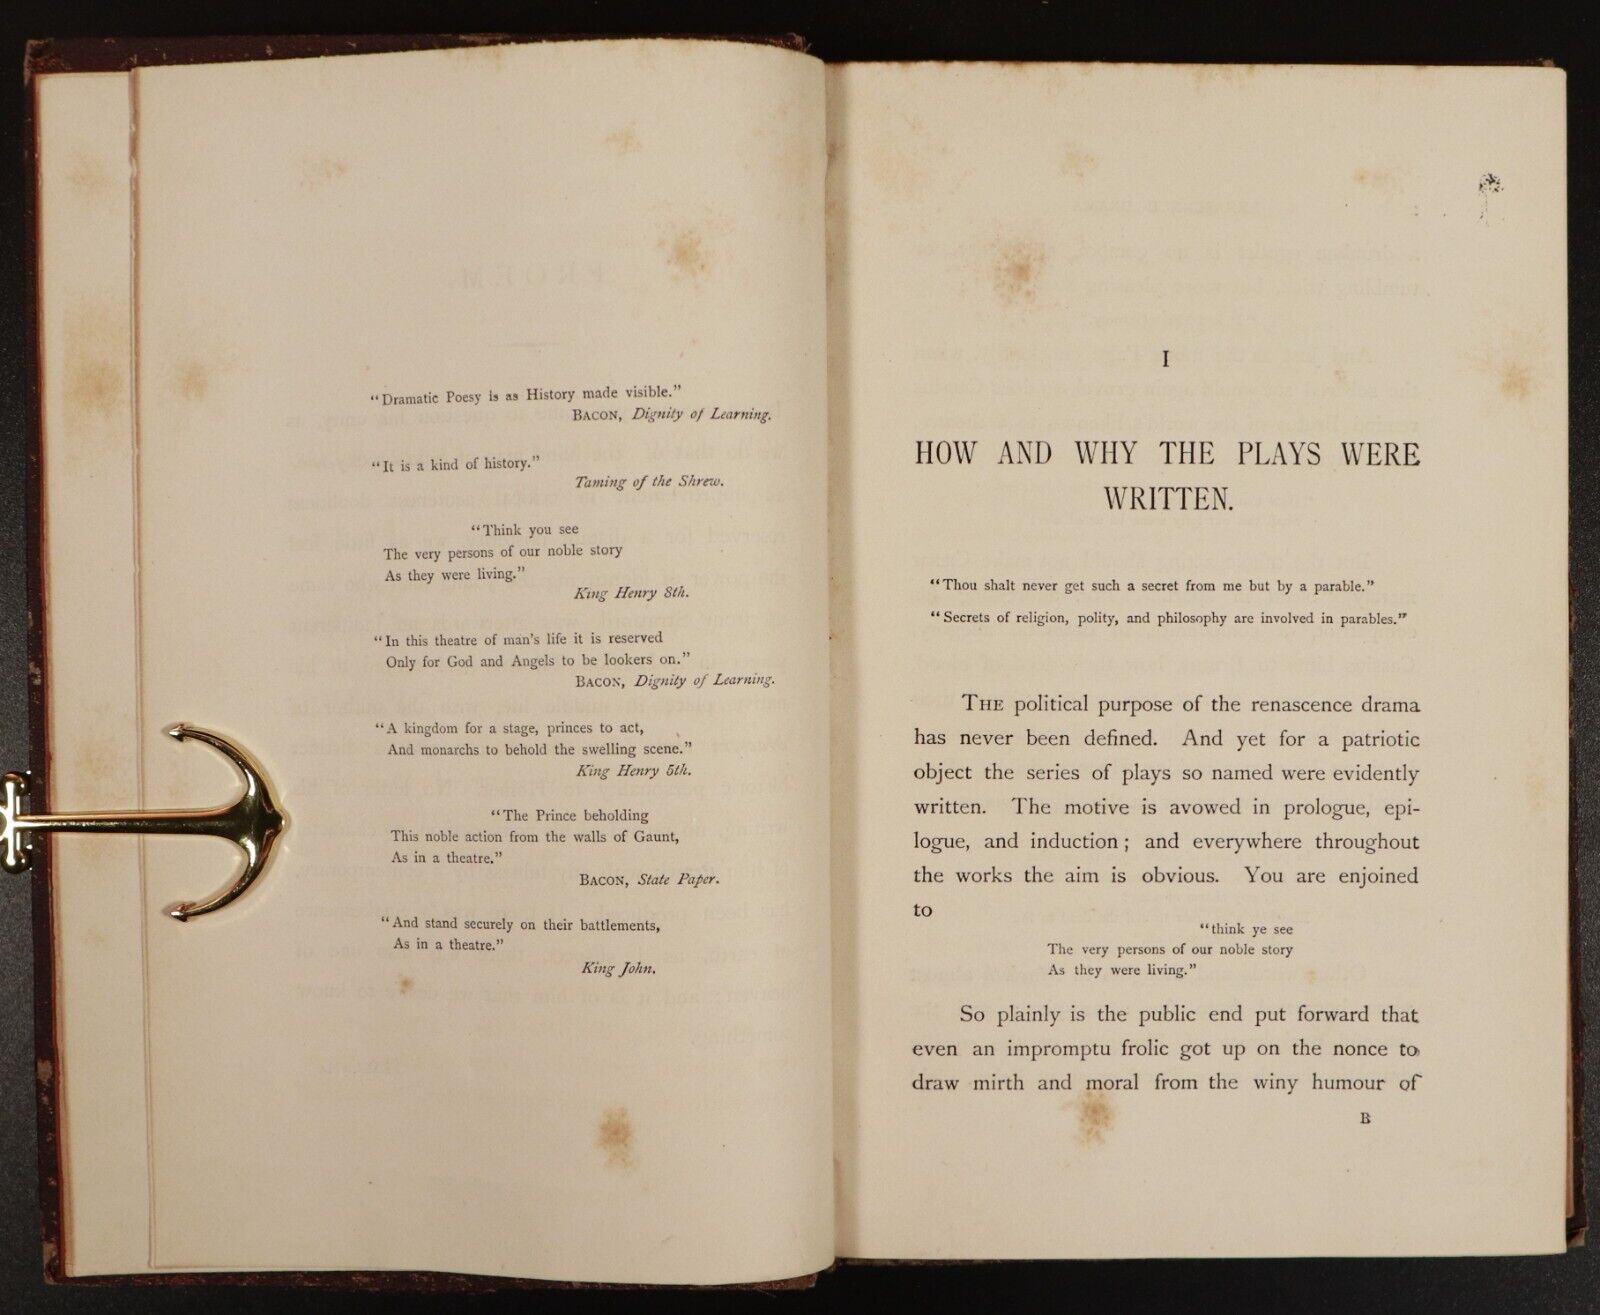 "Dramatic Poesy is as History made visible."
BACON, Dignity of Learning.
"It is a kind of history."
Taming of the Shrew.
"Think you see
The very persons of our noble story
As they were living."
King Henry 8th.
"In this theatre of man's life it is reserved
Only for God and Angels to be lookers on."
BACON, Dignity of Learning.
"A kingdom for a stage, princes to act,
And monarchs to behold the swelling scene."
King Henry 5th.
"The Prince beholding
This noble action from the walls of Gaunt,
As in a theatre."
BACON, State Paper.
"And stand securely on their battlements,
As in a theatre."
King John.
I
HOW AND WHY THE PLAYS WERE
WRITTEN.
"Thou shalt never get such a secret from me but by a parable."
"Secrets of religion, polity, and philosophy are involved in parables."
THE political purpose of the renascence drama
has never been defined. And yet for a patriotic
object the series of plays so named were evidently
written. The motive is avowed in prologue, epi-
logue, and induction; and everywhere throughout
the works the aim is obvious. You are enjoined
to
"think ye see
The very persons of our noble story
As they were living."
So plainly is the public end put forward that
even an impromptu frolic got up on the nonce to
draw mirth and moral from the winy humour of
B